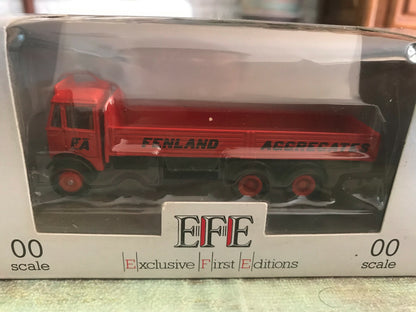 FENLAND AGGREGATES
FA
EFE
00 scale
Exclusive First Editions
00 scale